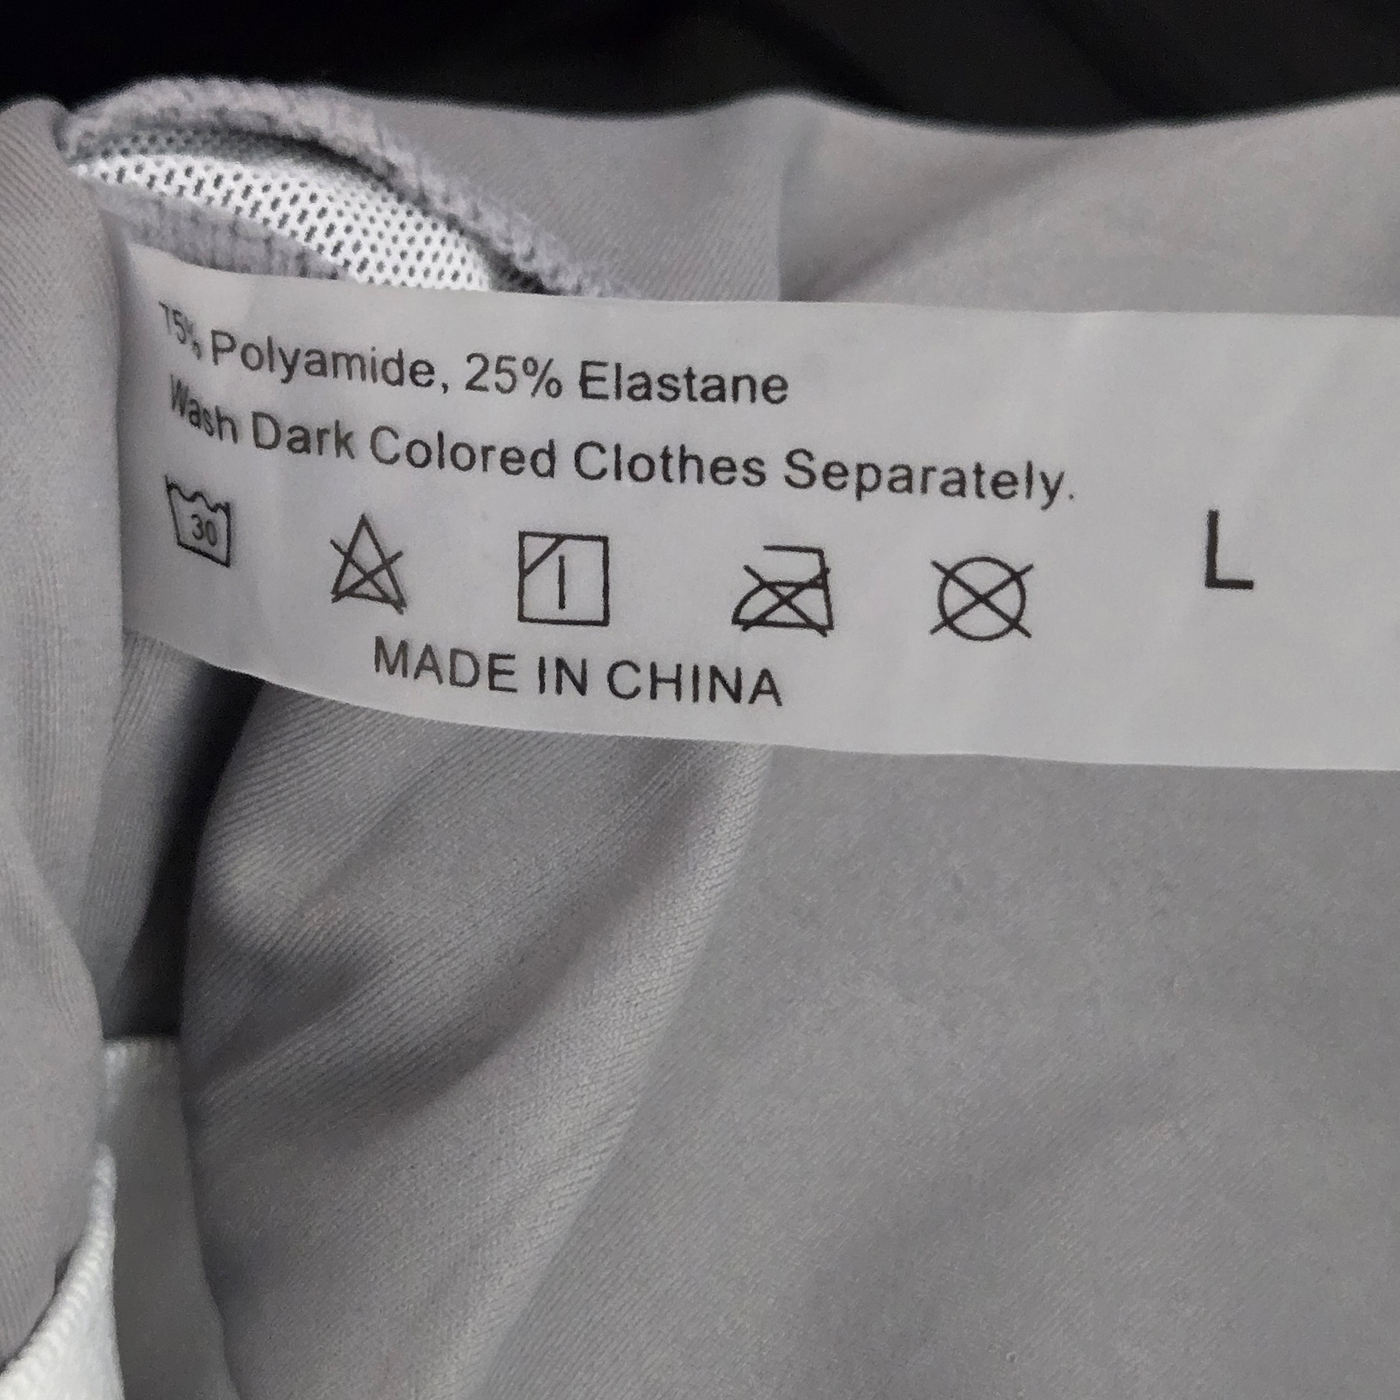 75% Polyamide, 25% Elastane
Wash Dark Colored Clothes Separately.
30
L
MADE IN CHINA